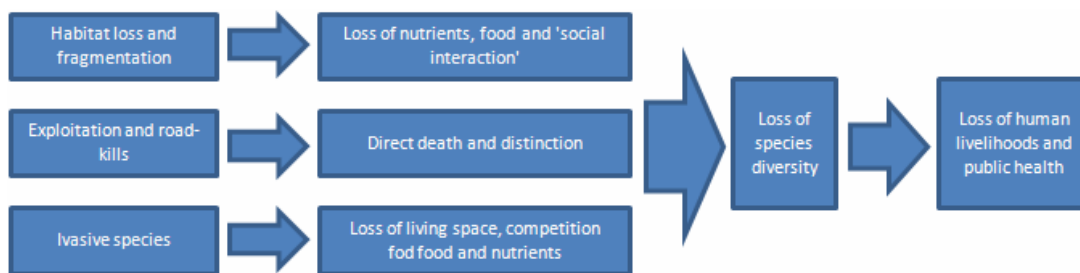 Habitat loss and
fragmentation
Loss of nutrients, food and 'social
interaction'
Exploitation and road-
kills
Direct death and distinction
Ivasive species
Loss of living space, competition
fod food and nutrients
Loss of
species
diversity
Loss of human
livelihoods and
public health